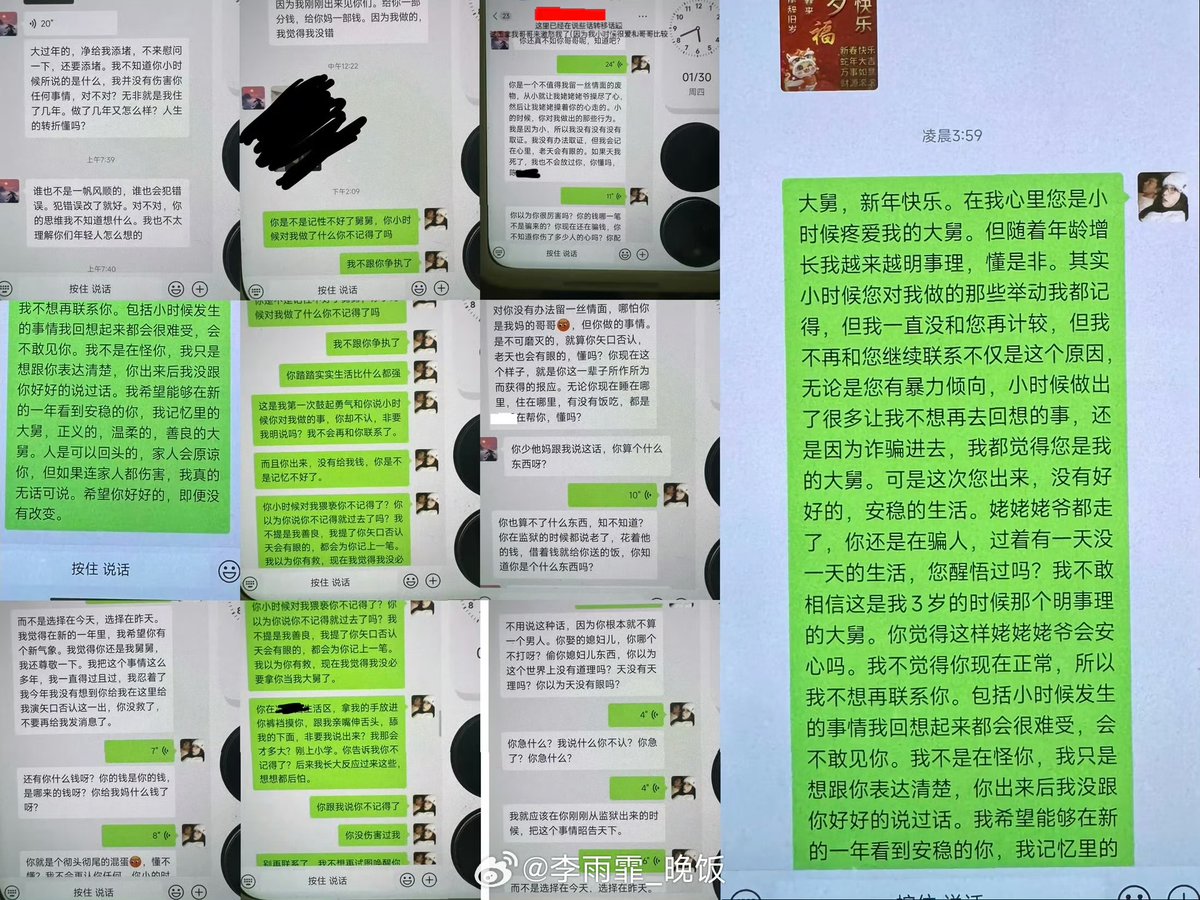 20"
大过年的，净给我添堵，不来慰问
一下，还要添堵。我不知道你小时
候所说的是什么，我并没有伤害你
任何事情，对不对？无非就是我住
了几年。做了几年又怎么样？人生
的转折懂吗？
上午7:39
谁也不是一帆风顺的，谁也会犯错
误。犯错误改了就好。对不对，你
的思维我不知道想什么。我也不太
理解你们年轻人怎么想的
上午7:40
按住 说话
我刚刚出来见你们。给你一部
分钱，给你妈一部钱。因为我做的，
我觉得我没错
中午12:22
下午2:09
你是不是记性不好了舅舅，你小时
候对我做了什么你不记得了吗
我不跟你争执了
按住 说话
23
这里已经在说些话转移话题
你还真不如你哥哥呢，知道吧？
24"
你是一个不值得我留一丝情面的废
物，从小就让我姥姥爷操尽了心，
然后让我姥姥操着你的心走的。小
的时候，你对我做出的那些行为。
我是因为小，所以我没有没有没有
取证。我没有办法取证，但我会记
在心里，老天会有眼的。如果天我
死了，我也不会放过你，你懂吗，
陈
11"
你以为你很厉害吗？你的钱哪一笔
不是骗来的？你现在还在骗钱，你
不知道你伤了多少人的心吗？你配
按住 说话
01/30
周四
我不想再联系你。包括小时候发生
的事情我回想起来都会很难受，会
不敢见你。我不是在怪你，我只是
想跟你表达清楚，你出来后我没跟
你好好的说过话。我希望能够在新
的一年看到安稳的你，我记忆里的
大舅，正义的，温柔的，善良的大
舅。人是可以回头的，家人会原谅
你，但如果连家人都伤害，我真的
无话可说。希望你好好的，即便没
有改变。
按住 说话
候对我做了什么你不记得了吗
我不跟你争执了
你踏踏实实生活比什么都强
这是我第一次鼓起勇气和你说小时
候你对我做的事，你却不认，非要
我明说吗？我不会再和你联系了。
而且你出来，没有给我钱，你是不
是记忆不好了。
你小时候对我猥亵你不记得了？你
以为你说你不记得就过去了吗？我
不提是我善良，我提了你矢口否认
天会有眼的，都会为你记上一笔。
我以为你有救，现在我觉得我没必
按住 说话
对你没有办法留一丝情面，哪怕你
是我妈的哥哥，但你做的事情。
是不可磨灭的，就算你矢口否认，
老天也会有眼的，懂吗？你现在这
个样子，就是你这一辈子所作所为
而获得的报应。无论你现在睡在哪
里，住在哪里，有没有饭吃，都是
在帮你，懂吗？
你少他妈跟我说这话，你算个什么
东西呀？
10"
你也算不了什么东西，知不知道？
你在监狱的时候都说老了，花着他
的钱，借着钱就给你送的饭，你知
道你是个什么东西吗？
而不是选择在今天，选择在昨天。
我觉得在新的一年里，我希望你有
个新气象。我觉得你还是我舅舅，
我还尊敬一下。我把这个事情这么
多年，我一直得过且过，我忍着了
我今年我没有想到你给我在这里给
我演矢口否认这一出，你没救了，
不要再给我发消息了。
7"
还有你什么钱呀？你的钱是你的钱，
是哪来的钱呀？你给我妈什么钱了
呀？
8"
你就是个彻头彻尾的混蛋，懂不
按住 说话
你小时候对我猥亵你不记得了？你
以为你说你不记得就过去了吗？我
不提是我善良，我提了你矢口否认
天会有眼的，都会为你记上一笔。
我以为你有救，现在我觉得我没必
要一直拿你当我大舅了。
你在 生活区，拿我的手放进
你裤裆摸你，跟我亲嘴伸舌头，舔
我的下面，非要我说出来？我那会
才多大？刚上小学。你告诉我你不
记得了？后来我长大反应过来这些，
想想都后怕。
你跟我说你不记得了
你没伤害过我
别再联系了，我不想再试图唤醒你
按住 说话
不用说这种话，因为你根本就不算
一个男人。你娶的媳妇儿，你哪个
不打呀？偷你媳妇儿东西，你以为
这个世界上没有道理吗？天没有天
理吗？你以为天没有眼吗？
4"
你急什么？我说什么你不认？你急
了？你急什么？
4"
我就应该在你刚刚从监狱出来的时
候，把这个事情昭告天下。
6"
而不是选择在今天，选择在昨天。
快乐
福
新春快乐
蛇年大吉
万事如意
财源滚滚
凌晨3:59
大舅，新年快乐。在我心里您是小
时候疼爱我的大舅。但随着年龄增
长我越来越明事理，懂是非。其实
小时候您对我做的那些举动我都记
得，但我一直没和您再计较，但我
不再和您继续联系不仅是这个原因，
无论是您有暴力倾向，小时候做出
了很多让我不想再去回想的事，还
是因为诈骗进去，我都觉得您是我
的大舅。可是这次您出来，没有好
好的，安稳的生活。姥姥姥爷都走
了，你还是在骗人，过着有一天没
一天的生活，您醒悟过吗？我不敢
相信这是我3岁的时候那个明事理
的大舅。你觉得这样姥姥姥爷会安
心吗。我不觉得你现在正常，所以
我不想再联系你。包括小时候发生
的事情我回想起来都会很难受，会
不敢见你。我不是在怪你，我只是
想跟你表达清楚，你出来后我没跟
你好好的说过话。我希望能够在新
的一年看到安稳的你，我记忆里的
@李雨霏_晚饭